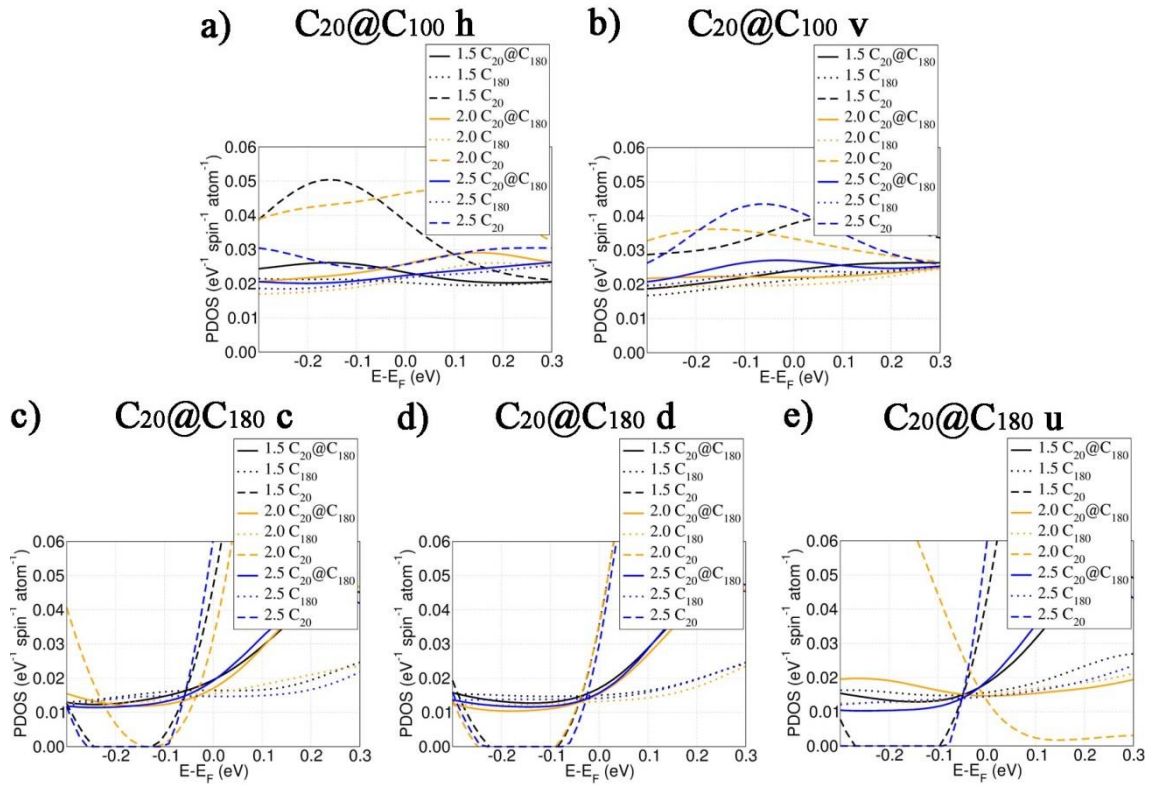 a) C20@C100 h
1.5 C20@C180
1.5 C180
1.5 C20
2.0 C20@C180
2.0 C180
2.0 C20
2.5 C20@C180
2.5 C180
2.5 C20
PDOS (eV-1 spin-1 atom-1)
0.06
0.05
0.04
0.03
0.02
0.01
0.00
-0.2 -0.1 0.0 0.1 0.2 0.3
E-EF (eV)
b) C20@C100 v
1.5 C20@C180
1.5 C180
1.5 C20
2.0 C20@C180
2.0 C180
2.0 C20
2.5 C20@C180
2.5 C180
2.5 C20
PDOS (eV-1 spin-1 atom-1)
0.06
0.05
0.04
0.03
0.02
0.01
0.00
-0.2 -0.1 0.0 0.1 0.2 0.3
E-EF (eV)
c) C20@C180 c
1.5 C20@C180
1.5 C180
1.5 C20
2.0 C20@C180
2.0 C180
2.0 C20
2.5 C20@C180
2.5 C180
2.5 C20
PDOS (eV-1 spin-1 atom-1)
0.06
0.05
0.04
0.03
0.02
0.01
0.00
-0.2 -0.1 0.0 0.1 0.2 0.3
E-EF (eV)
d) C20@C180 d
1.5 C20@C180
1.5 C180
1.5 C20
2.0 C20@C180
2.0 C180
2.0 C20
2.5 C20@C180
2.5 C180
2.5 C20
PDOS (eV-1 spin-1 atom-1)
0.06
0.05
0.04
0.03
0.02
0.01
0.00
-0.2 -0.1 0.0 0.1 0.2 0.3
E-EF (eV)
e) C20@C180 u
1.5 C20@C180
1.5 C180
1.5 C20
2.0 C20@C180
2.0 C180
2.0 C20
2.5 C20@C180
2.5 C180
2.5 C20
PDOS (eV-1 spin-1 atom-1)
0.06
0.05
0.04
0.03
0.02
0.01
0.00
-0.2 -0.1 0.0 0.1 0.2 0.3
E-EF (eV)